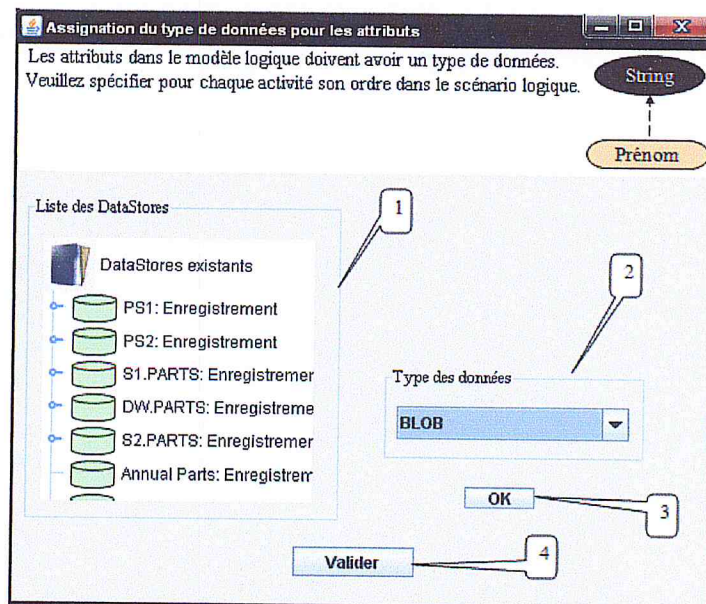 Assignation du type de données pour les attributs
Les attributs dans le modèle logique doivent avoir un type de données.
Veuillez spécifier pour chaque activité son ordre dans le scénario logique.
String
Prénom
Liste des DataStores
1
DataStores existants
2
PS1: Enregistrement
PS2: Enregistrement
S1.PARTS: Enregistremer
Type des données
DW.PARTS: Enregistreme
BLOB
S2.PARTS: Enregistremer
Annual Parts: Enregistrem
OK
3
4
Valider